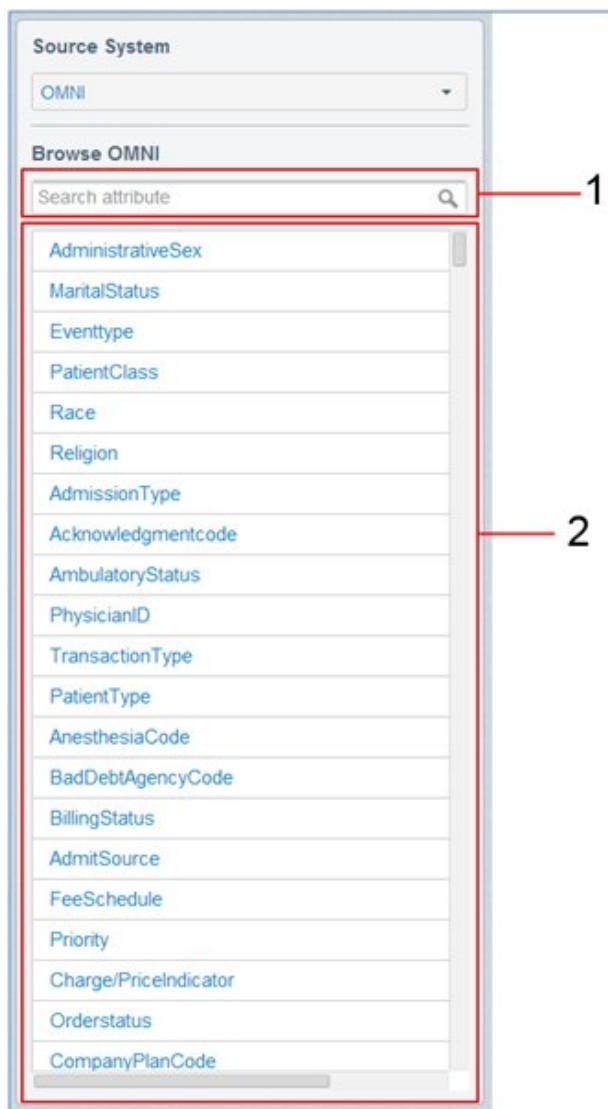 Source System
OMNI
Browse OMNI
Search attribute
1
AdministrativeSex
MaritalStatus
Eventtype
PatientClass
Race
Religion
AdmissionType
Acknowledgmentcode
2
AmbulatoryStatus
PhysicianID
TransactionType
PatientType
AnesthesiaCode
BadDebtAgencyCode
BillingStatus
AdmitSource
FeeSchedule
Priority
Charge/PriceIndicator
Orderstatus
CompanyPlanCode